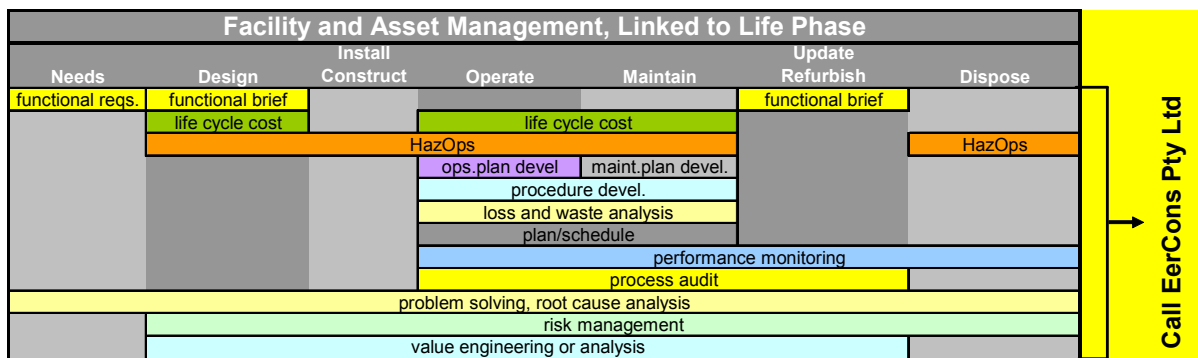 Facility and Asset Management, Linked to Life Phase
Needs
Design
Install
Construct
Operate
Maintain
Update
Refurbish
Dispose
functional reqs.
functional brief
functional brief
life cycle cost
life cycle cost
HazOps
HazOps
ops.plan devel
maint.plan devel.
procedure devel.
loss and waste analysis
plan/schedule
performance monitoring
process audit
problem solving, root cause analysis
risk management
value engineering or analysis
Call EerCons Pty Ltd